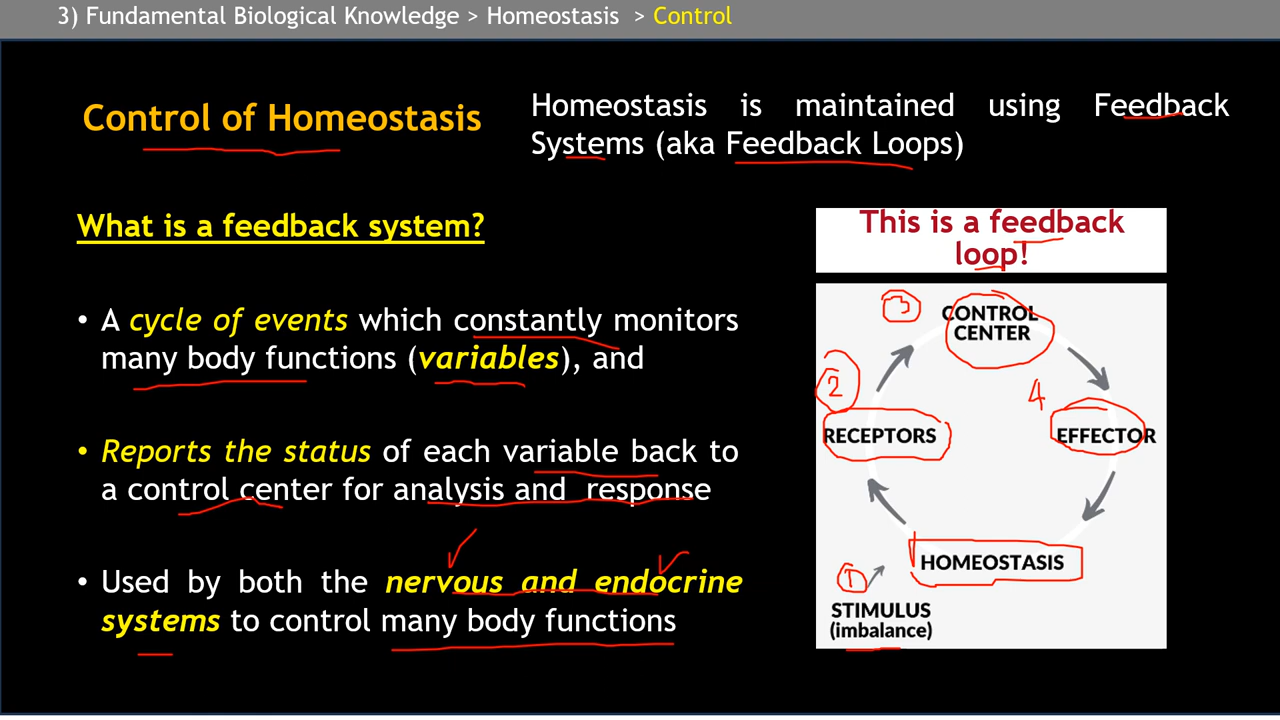 3) Fundamental Biological Knowledge > Homeostasis > Control
Control of Homeostasis
Homeostasis is maintained using Feedback
Systems (aka Feedback Loops)
What is a feedback system?
• A cycle of events which constantly monitors
many body functions (variables), and
• Reports the status of each variable back to
a control center for analysis and response
• Used by both the nervous and endocrine
systems to control many body functions
This is a feedback
loop!
3
CONTROL
CENTER
2
4
RECEPTORS
EFFECTOR
HOMEOSTASIS
1
STIMULUS
(imbalance)